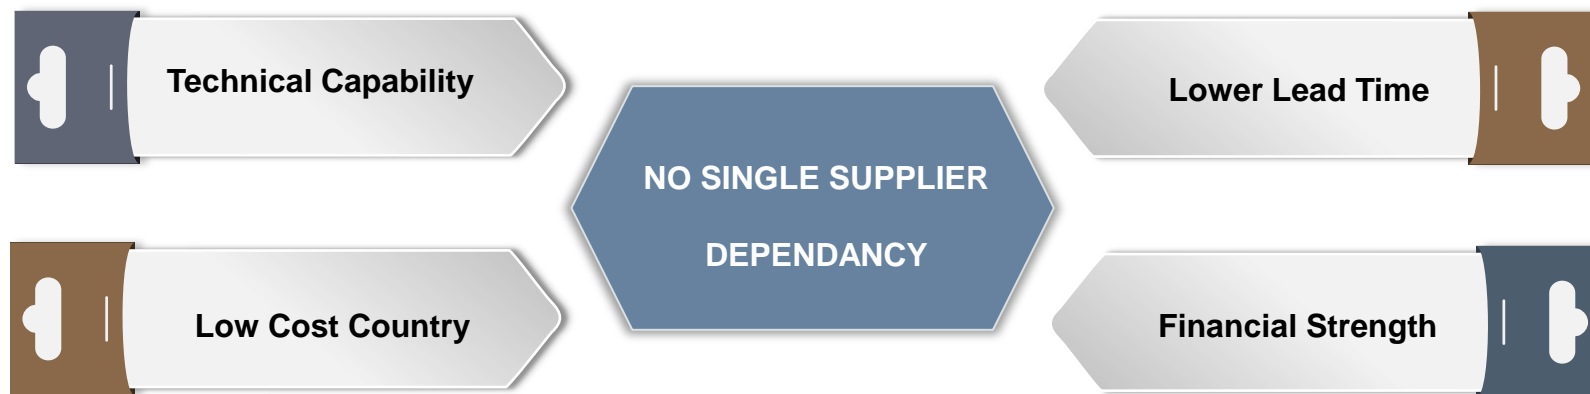 Technical Capability
Lower Lead Time
NO SINGLE SUPPLIER
DEPENDANCY
Low Cost Country
Financial Strength